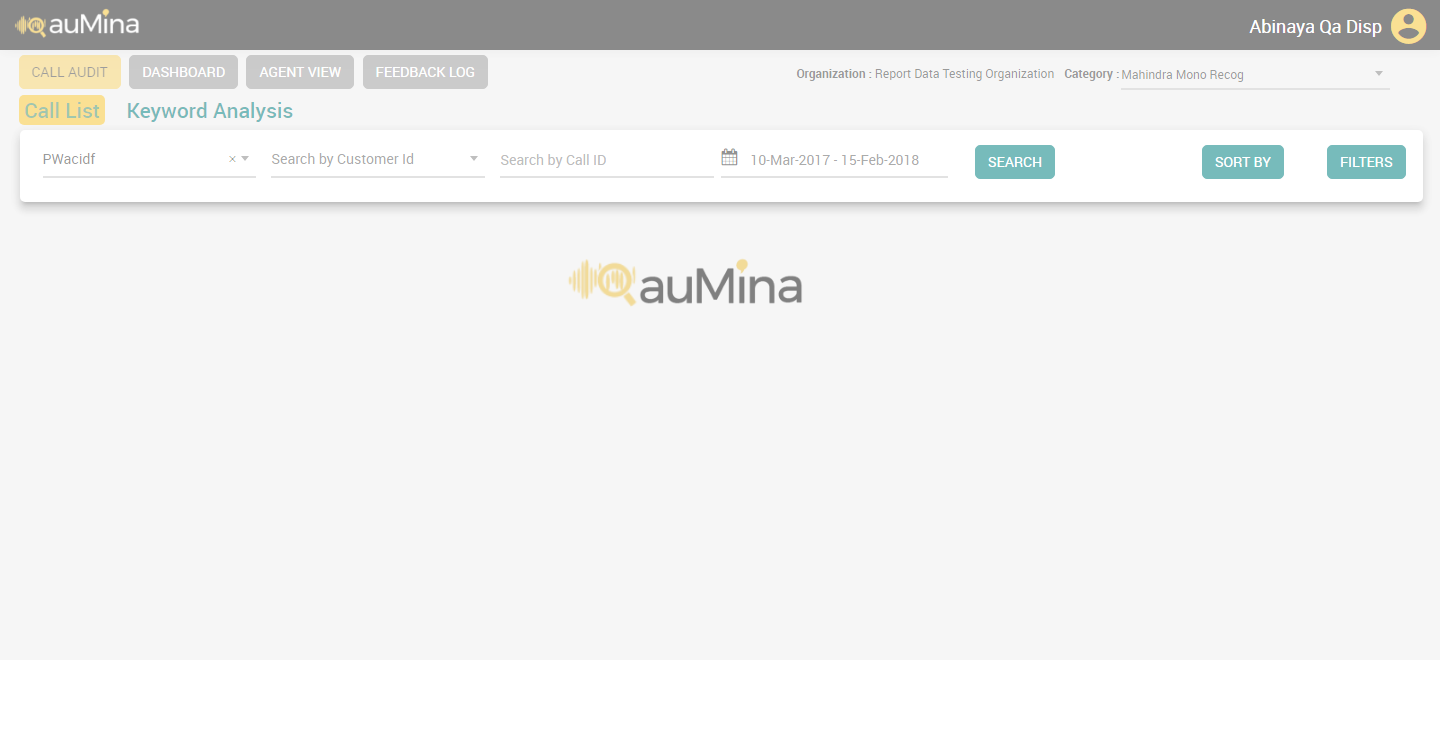 auMina
Abinaya Qa Disp
CALL AUDIT DASHBOARD AGENT VIEW FEEDBACK LOG
Organization : Report Data Testing Organization Category : Mahindra Mono Recog
Call List Keyword Analysis
PWacidf × Search by Customer Id Search by Call ID 10-Mar-2017 - 15-Feb-2018 SEARCH SORT BY FILTERS
auMina